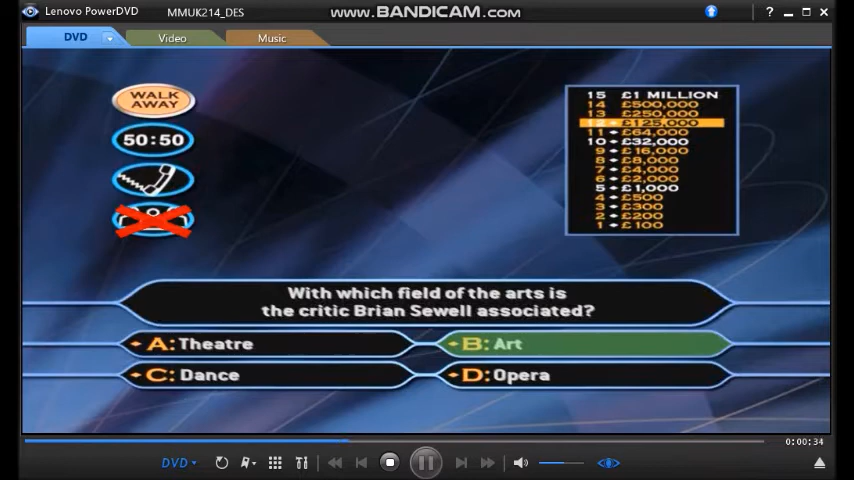 Lenovo PowerDVD
MMUK214_DES
www.BANDICAM.com
?
DVD
Video
Music
WALK
AWAY
50:50
15 £1 MILLION
14 £500,000
13 £250,000
12 £125,000
11 £64,000
10 £32,000
9 £16,000
8 £8,000
7 £4,000
6 £2,000
5 £1,000
4 £500
3 £300
2 £200
1 £100
With which field of the arts is
the critic Brian Sewell associated?
A: Theatre
B: Art
C: Dance
D: Opera
0:00:34
DVD